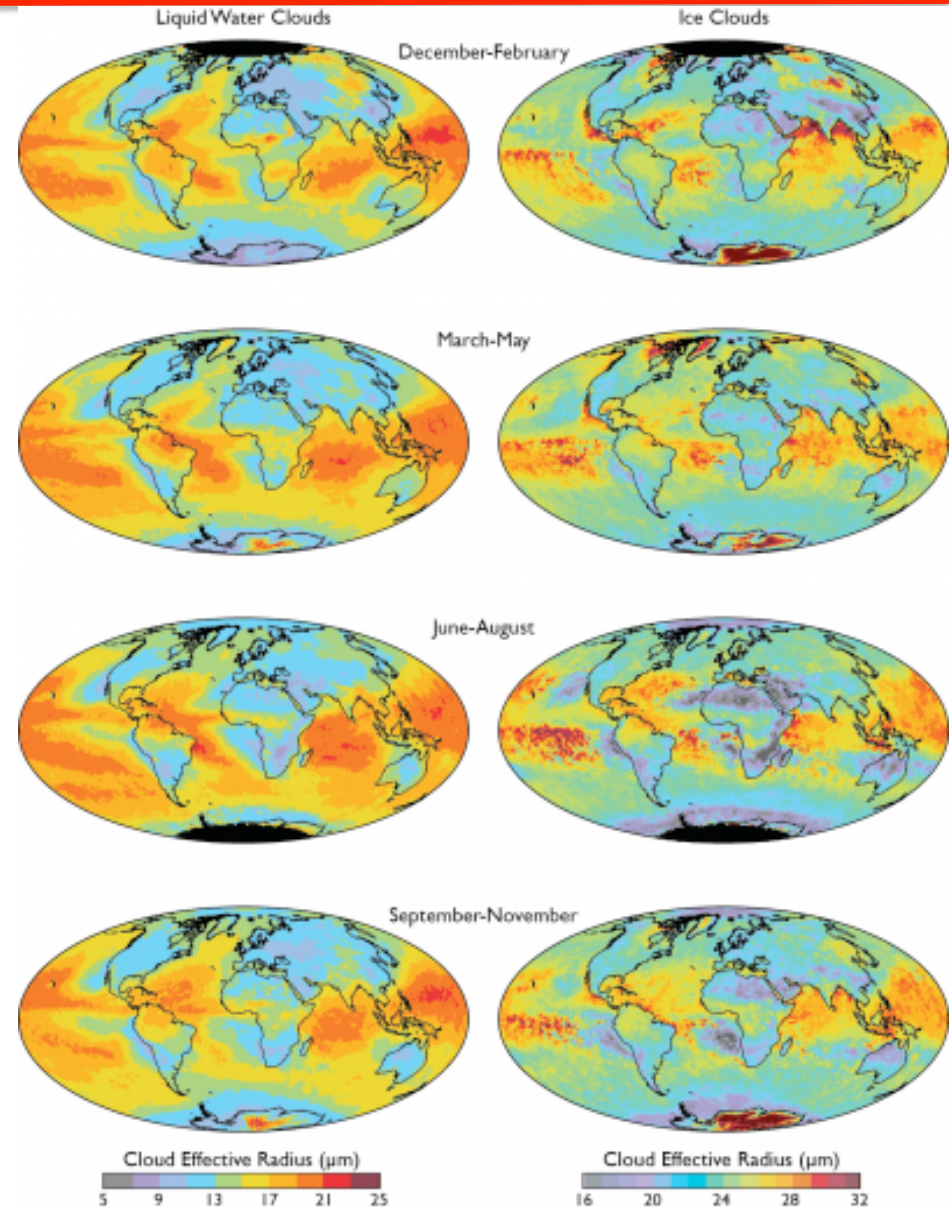 Liquid Water Clouds
Ice Clouds
December-February
March-May
June-August
September-November
Cloud Effective Radius (µm)
5 9 13 17 21 25
Cloud Effective Radius (µm)
16 20 24 28 32